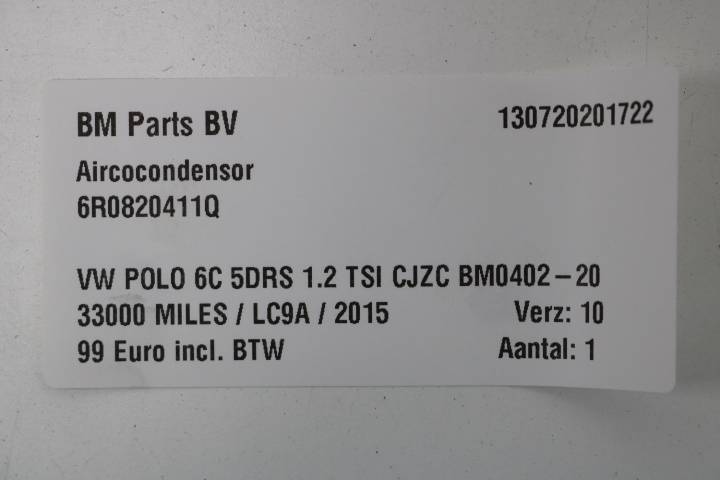 BM Parts BV 130720201722
Aircocondensor
6R0820411Q
VW POLO 6C 5DRS 1.2 TSI CJZC BM0402-20
33000 MILES / LC9A / 2015 Verz: 10
99 Euro incl. BTW Aantal: 1